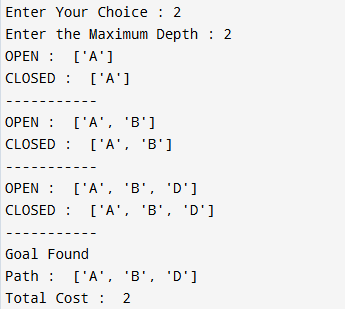 Enter Your Choice : 2
Enter the Maximum Depth : 2
OPEN :  ['A']
CLOSED :  ['A']
-----------
OPEN :  ['A', 'B']
CLOSED :  ['A', 'B']
-----------
OPEN :  ['A', 'B', 'D']
CLOSED :  ['A', 'B', 'D']
-----------
Goal Found
Path :  ['A', 'B', 'D']
Total Cost :  2